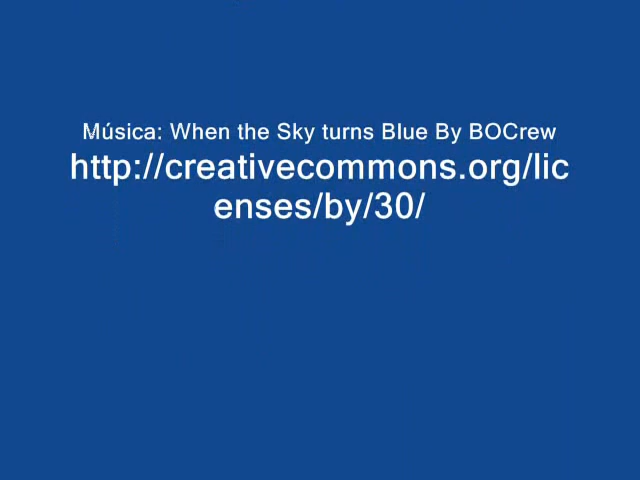 Música: When the Sky turns Blue By BOCrew
http://creativecommons.org/lic
enses/by/30/